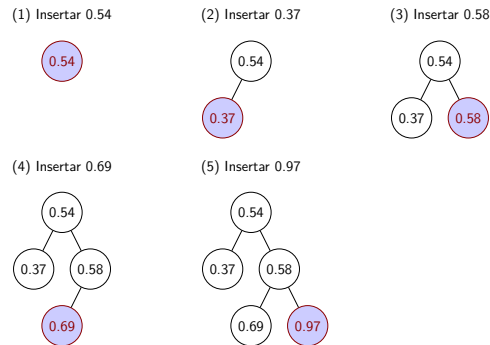 (1) Insertar 0.54
0.54
(2) Insertar 0.37
0.54
0.37
(3) Insertar 0.58
0.54
0.37 0.58
(4) Insertar 0.69
0.54
0.37 0.58
0.69
(5) Insertar 0.97
0.54
0.37 0.58
0.69 0.97